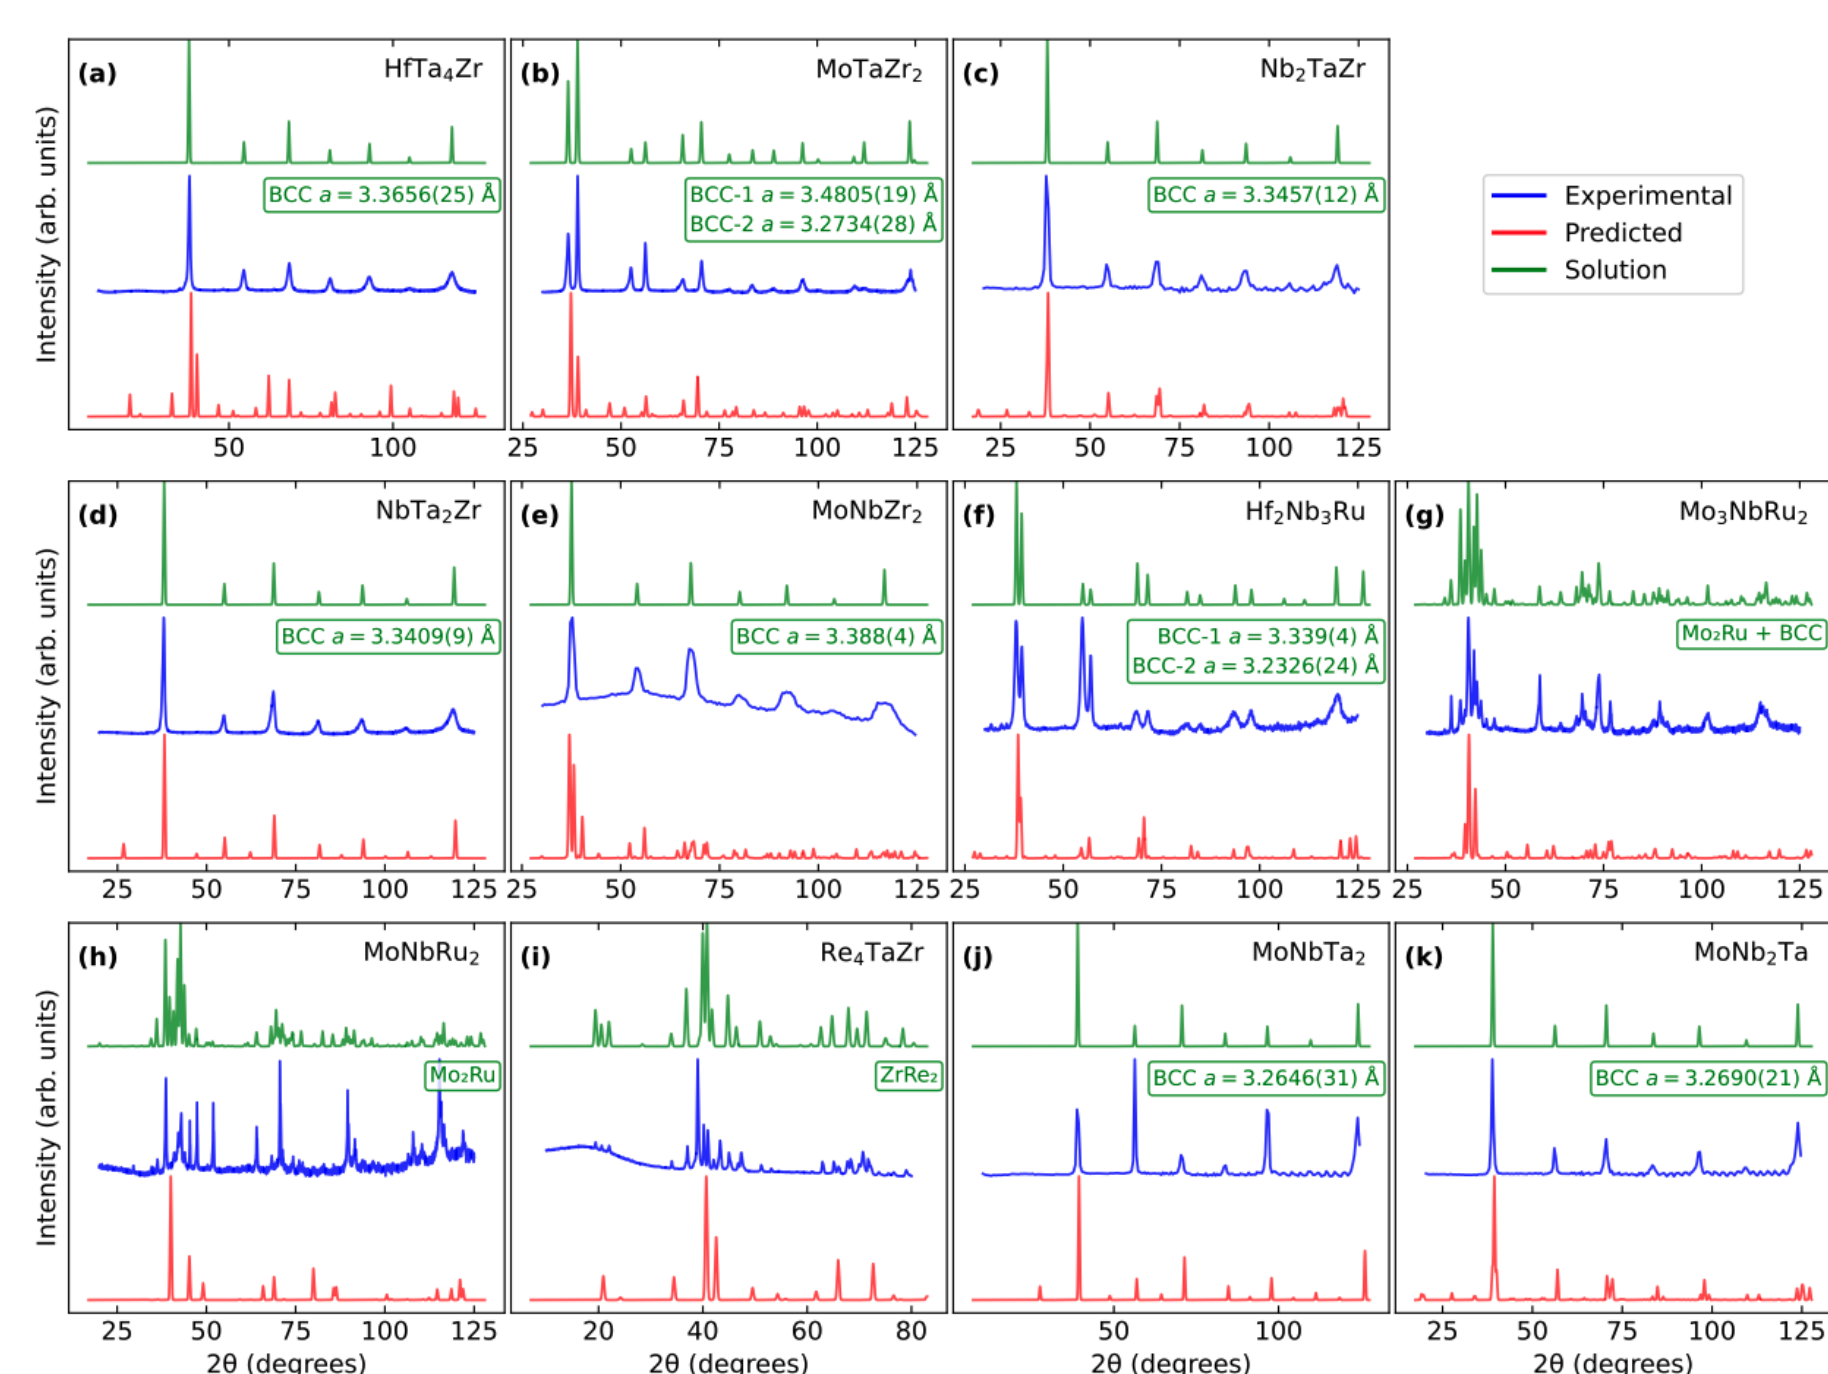 (a) HfTa₄Zr
BCC a = 3.3656(25) Å
Intensity (arb. units)
50 100
(b) MoTaZr₂
BCC-1 a = 3.4805(19) Å
BCC-2 a = 3.2734(28) Å
25 50 75 100 125
(c) Nb₂TaZr
BCC a = 3.3457(12) Å
25 50 75 100 125
Experimental
Predicted
Solution
(d) NbTa₂Zr
BCC a = 3.3409(9) Å
Intensity (arb. units)
25 50 75 100 125
(e) MoNbZr₂
BCC a = 3.388(4) Å
25 50 75 100 125
(f) Hf₂Nb₃Ru
BCC-1 a = 3.339(4) Å
BCC-2 a = 3.2326(24) Å
25 50 75 100 125
(g) Mo₃NbRu₂
Mo₂Ru + BCC
25 50 75 100 125
(h) MoNbRu₂
Mo₂Ru
Intensity (arb. units)
25 50 75 100 125
2θ (degrees)
(i) Re₄TaZr
ZrRe₂
20 40 60 80
2θ (degrees)
(j) MoNbTa₂
BCC a = 3.2646(31) Å
50 100
2θ (degrees)
(k) MoNb₂Ta
BCC a = 3.2690(21) Å
25 50 75 100 125
2θ (degrees)